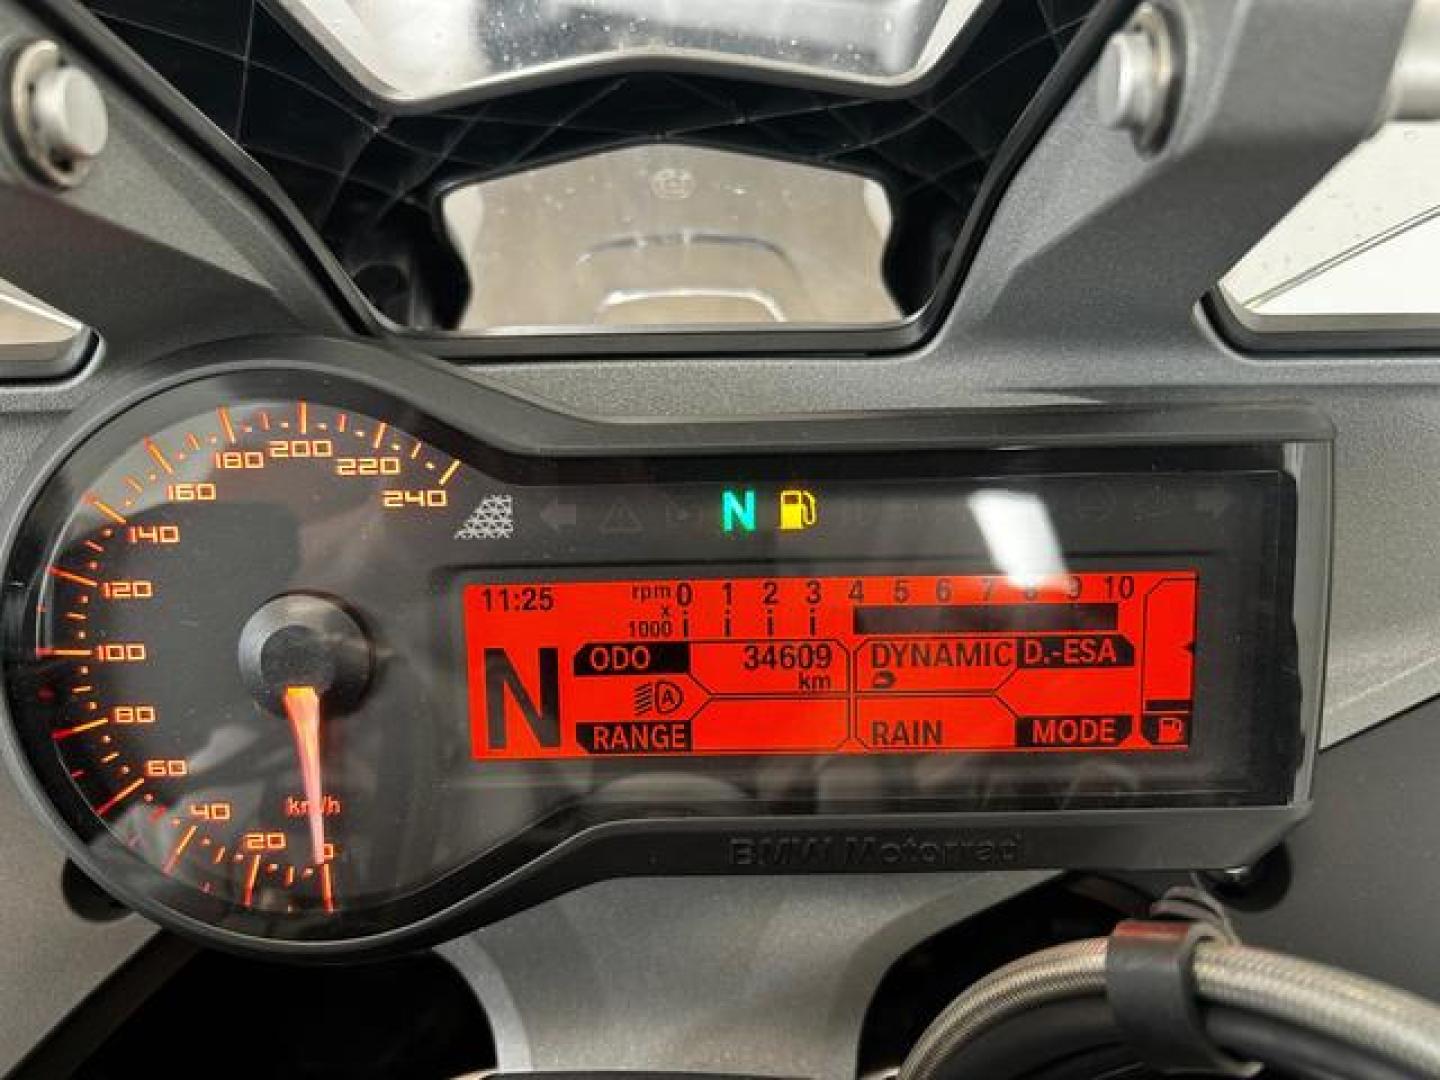 240
220
200
180
160
140
120
100
80
60
40
20
0
km/h
N
11:25
rpm 0 1 2 3 4 5 6 7 8 9 10
x
1000
N
ODO 34609
km
DYNAMIC D.-ESA
A
RANGE
RAIN MODE
BMW Motorrad